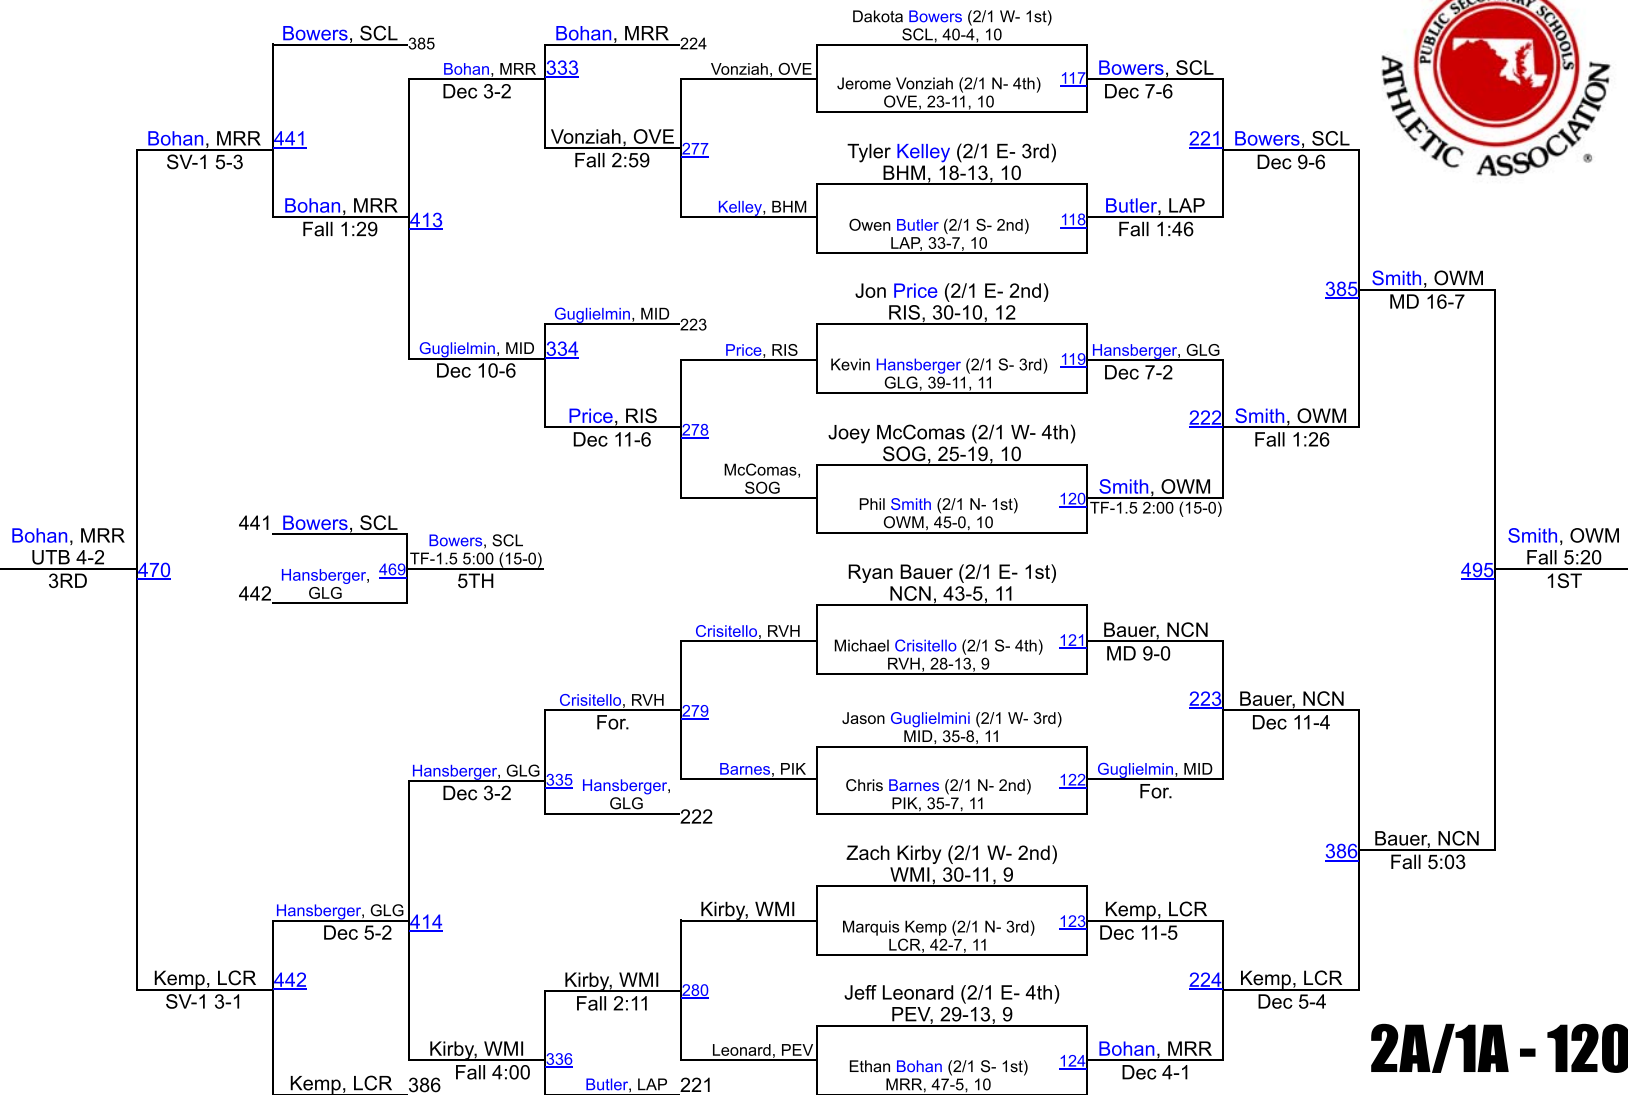 PUBLIC SECONDARY SCHOOLS
ATHLETIC ASSOCIATION
®
Bowers, SCL
385
Bohan, MRR
441
SV-1 5-3
Bohan, MRR
Fall 1:29
Bohan, MRR
333
Dec 3-2
413
Guglielmin, MID
334
Dec 10-6
Bohan, MRR
224
Vonziah, OVE
Fall 2:59
277
Guglielmin, MID
223
Price, RIS
Dec 11-6
278
Vonziah, OVE
Kelley, BHM
Price, RIS
McComas,
SOG
Dakota Bowers (2/1 W- 1st)
SCL, 40-4, 10
Jerome Vonziah (2/1 N- 4th)
OVE, 23-11, 10
117
Tyler Kelley (2/1 E- 3rd)
BHM, 18-13, 10
Owen Butler (2/1 S- 2nd)
LAP, 33-7, 10
118
Jon Price (2/1 E- 2nd)
RIS, 30-10, 12
Kevin Hansberger (2/1 S- 3rd)
GLG, 39-11, 11
119
Joey McComas (2/1 W- 4th)
SOG, 25-19, 10
Phil Smith (2/1 N- 1st)
OWM, 45-0, 10
120
Bowers, SCL
Dec 7-6
221
Butler, LAP
Fall 1:46
Hansberger, GLG
Dec 7-2
222
Smith, OWM
TF-1.5 2:00 (15-0)
Bowers, SCL
Dec 9-6
385
Smith, OWM
Fall 1:26
Smith, OWM
MD 16-7
Bohan, MRR
UTB 4-2
3RD
470
441 Bowers, SCL
Hansberger,
GLG
442
469
Bowers, SCL
TF-1.5 5:00 (15-0)
5TH
495
Smith, OWM
Fall 5:20
1ST
Ryan Bauer (2/1 E- 1st)
NCN, 43-5, 11
Michael Crisitello (2/1 S- 4th)
RVH, 28-13, 9
121
Jason Guglielmini (2/1 W- 3rd)
MID, 35-8, 11
Chris Barnes (2/1 N- 2nd)
PIK, 35-7, 11
122
Zach Kirby (2/1 W- 2nd)
WMI, 30-11, 9
Marquis Kemp (2/1 N- 3rd)
LCR, 42-7, 11
123
Jeff Leonard (2/1 E- 4th)
PEV, 29-13, 9
Ethan Bohan (2/1 S- 1st)
MRR, 47-5, 10
124
Crisitello, RVH
Barnes, PIK
Kirby, WMI
Leonard, PEV
Crisitello, RVH
For.
279
Hansberger,
GLG
222
Kirby, WMI
Fall 2:11
280
Butler, LAP
221
Hansberger, GLG
335
Dec 3-2
414
Kirby, WMI
336
Fall 4:00
Hansberger, GLG
Dec 5-2
Kemp, LCR
442
SV-1 3-1
Kemp, LCR
386
Bauer, NCN
MD 9-0
223
Guglielmin, MID
For.
Kemp, LCR
Dec 11-5
224
Bohan, MRR
Dec 4-1
Bauer, NCN
Dec 11-4
386
Kemp, LCR
Dec 5-4
Bauer, NCN
Fall 5:03
2A/1A - 120